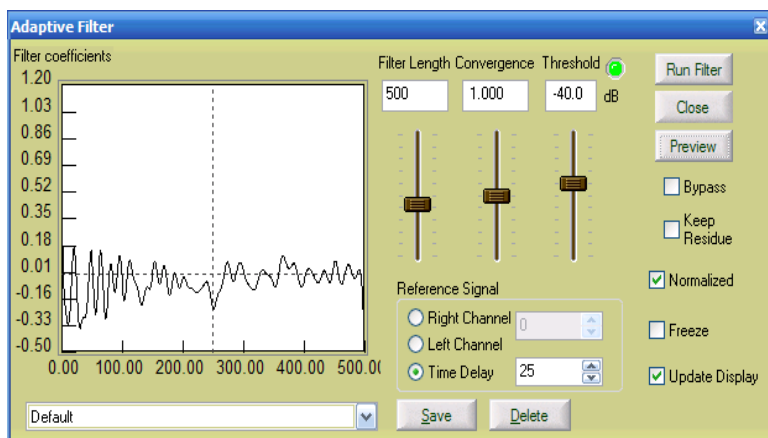 Adaptive Filter
Filter coefficients
1.20
1.03
0.86
0.69
0.52
0.35
0.18
0.01
-0.16
-0.33
-0.50
0.00 100.00 200.00 300.00 400.00 500.0
Default
Filter Length Convergence Threshold
500 1.000 -40.0 dB
Reference Signal
Right Channel 0
Left Channel
Time Delay 25
Save Delete
Run Filter
Close
Preview
Bypass
Keep
Residue
Normalized
Freeze
Update Display